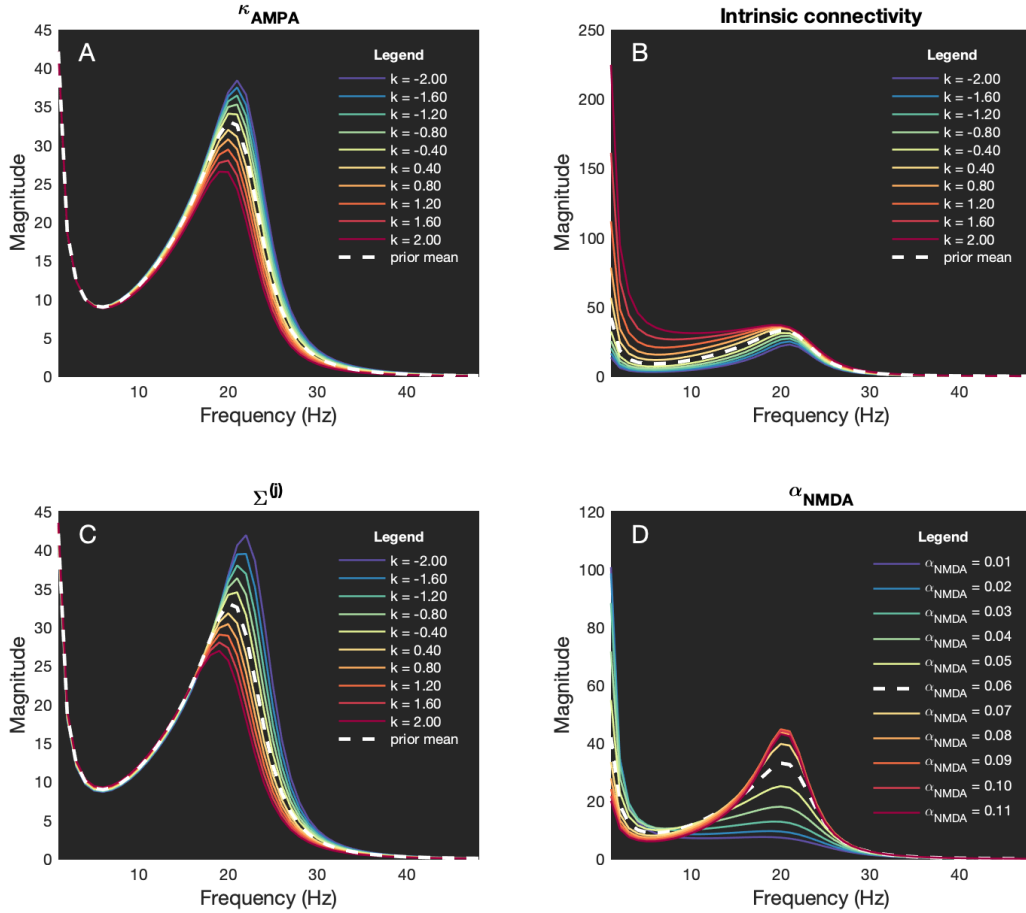 κAMPA
A
Legend
k = -2.00
k = -1.60
k = -1.20
k = -0.80
k = -0.40
k = 0.40
k = 0.80
k = 1.20
k = 1.60
k = 2.00
prior mean
45
40
35
30
25
20
15
10
5
0
10 20 30 40
Magnitude
Frequency (Hz)
Intrinsic connectivity
B
Legend
k = -2.00
k = -1.60
k = -1.20
k = -0.80
k = -0.40
k = 0.40
k = 0.80
k = 1.20
k = 1.60
k = 2.00
prior mean
250
200
150
100
50
0
10 20 30 40
Magnitude
Frequency (Hz)
Σ(j)
C
Legend
k = -2.00
k = -1.60
k = -1.20
k = -0.80
k = -0.40
k = 0.40
k = 0.80
k = 1.20
k = 1.60
k = 2.00
prior mean
45
40
35
30
25
20
15
10
5
0
10 20 30 40
Magnitude
Frequency (Hz)
αNMDA
D
Legend
αNMDA = 0.01
αNMDA = 0.02
αNMDA = 0.03
αNMDA = 0.04
αNMDA = 0.05
αNMDA = 0.06
αNMDA = 0.07
αNMDA = 0.08
αNMDA = 0.09
αNMDA = 0.10
αNMDA = 0.11
120
100
80
60
40
20
0
10 20 30 40
Magnitude
Frequency (Hz)